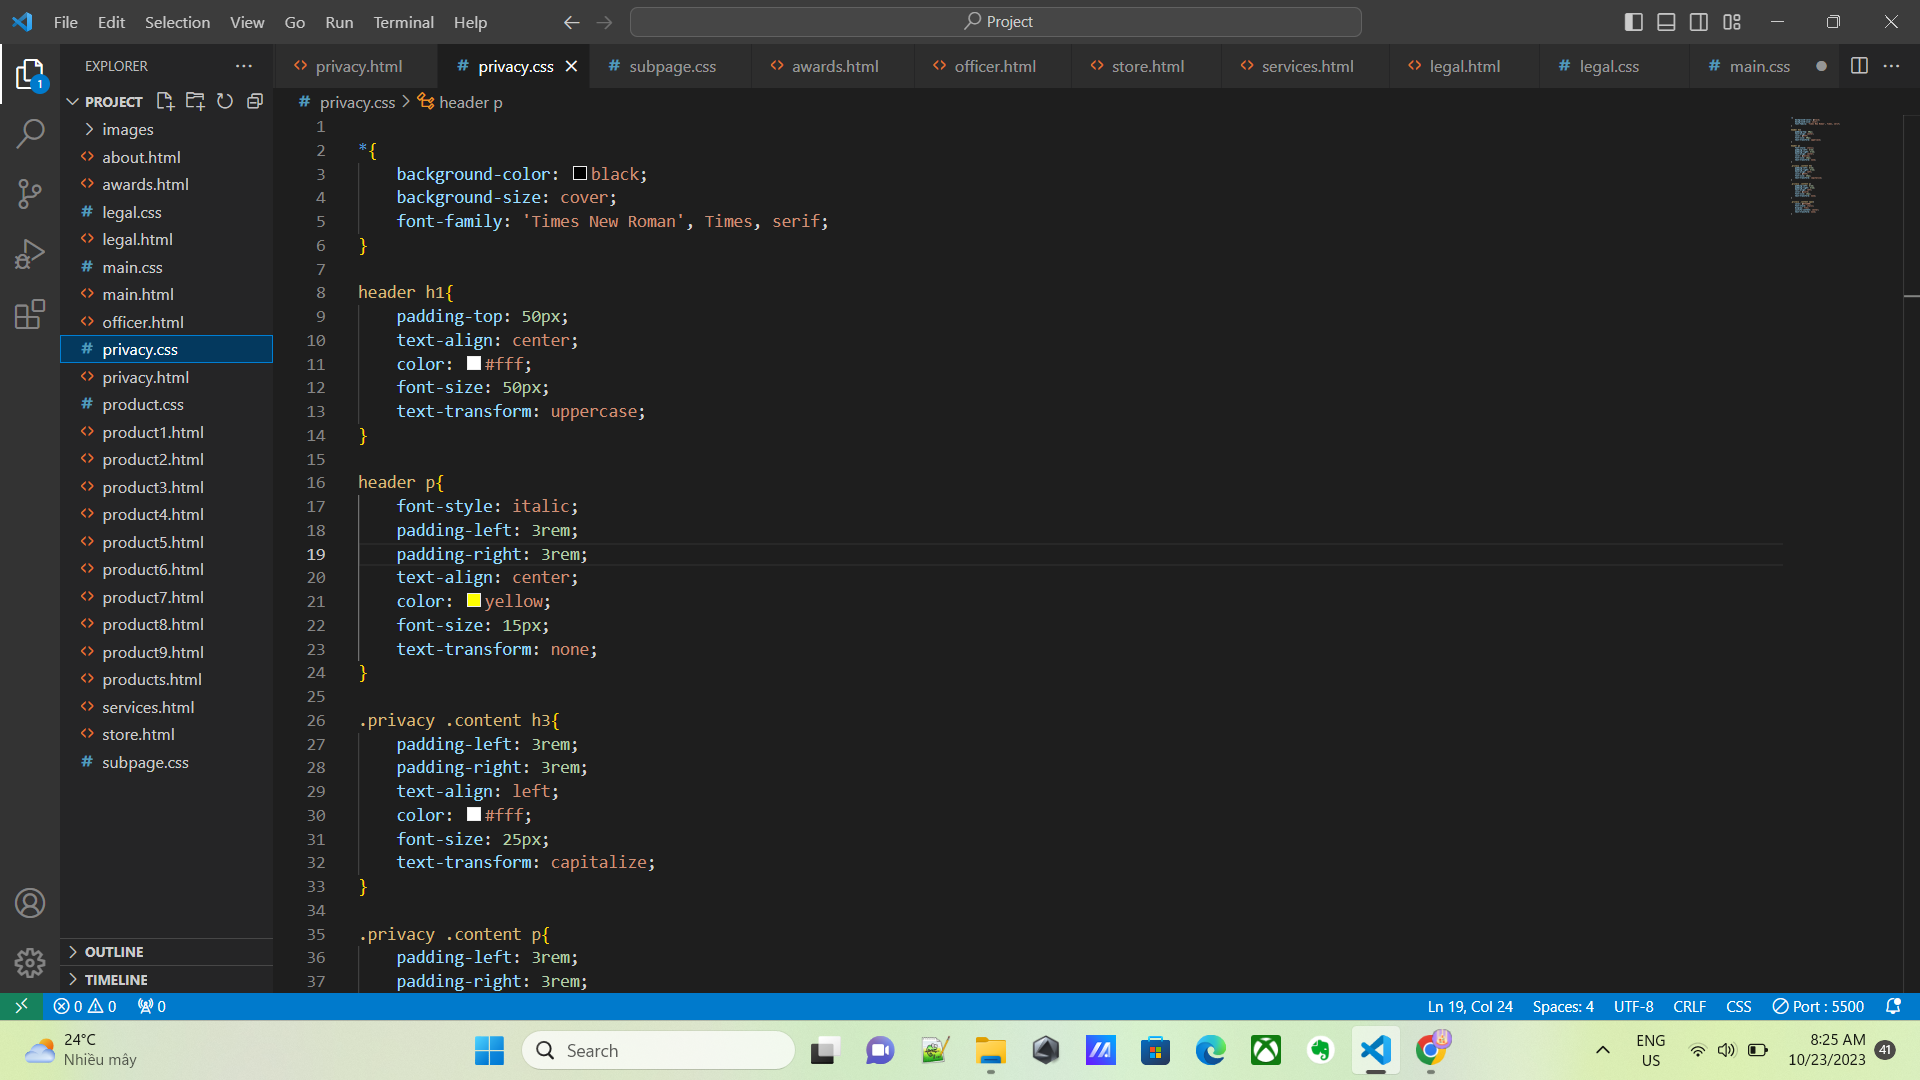 File Edit Selection View Go Run Terminal Help
Project
EXPLORER
privacy.html
privacy.css
subpage.css
awards.html
officer.html
store.html
services.html
legal.html
legal.css
main.css
1
PROJECT
privacy.css > header p
images
about.html
awards.html
legal.css
legal.html
main.css
main.html
officer.html
privacy.css
privacy.html
product.css
product1.html
product2.html
product3.html
product4.html
product5.html
product6.html
product7.html
product8.html
product9.html
products.html
services.html
store.html
subpage.css
OUTLINE
TIMELINE
1
2 *{
3 background-color: black;
4 background-size: cover;
5 font-family: 'Times New Roman', Times, serif;
6 }
7
8 header h1{
9 padding-top: 50px;
10 text-align: center;
11 color: #fff;
12 font-size: 50px;
13 text-transform: uppercase;
14 }
15
16 header p{
17 font-style: italic;
18 padding-left: 3rem;
19 padding-right: 3rem;
20 text-align: center;
21 color: yellow;
22 font-size: 15px;
23 text-transform: none;
24 }
25
26 .privacy .content h3{
27 padding-left: 3rem;
28 padding-right: 3rem;
29 text-align: left;
30 color: #fff;
31 font-size: 25px;
32 text-transform: capitalize;
33 }
34
35 .privacy .content p{
36 padding-left: 3rem;
37 padding-right: 3rem;
0 0 0
Ln 19, Col 24 Spaces: 4 UTF-8 CRLF CSS Port : 5500
24°C
Nhiều mây
Search
ENG
US
8:25 AM
10/23/2023
41